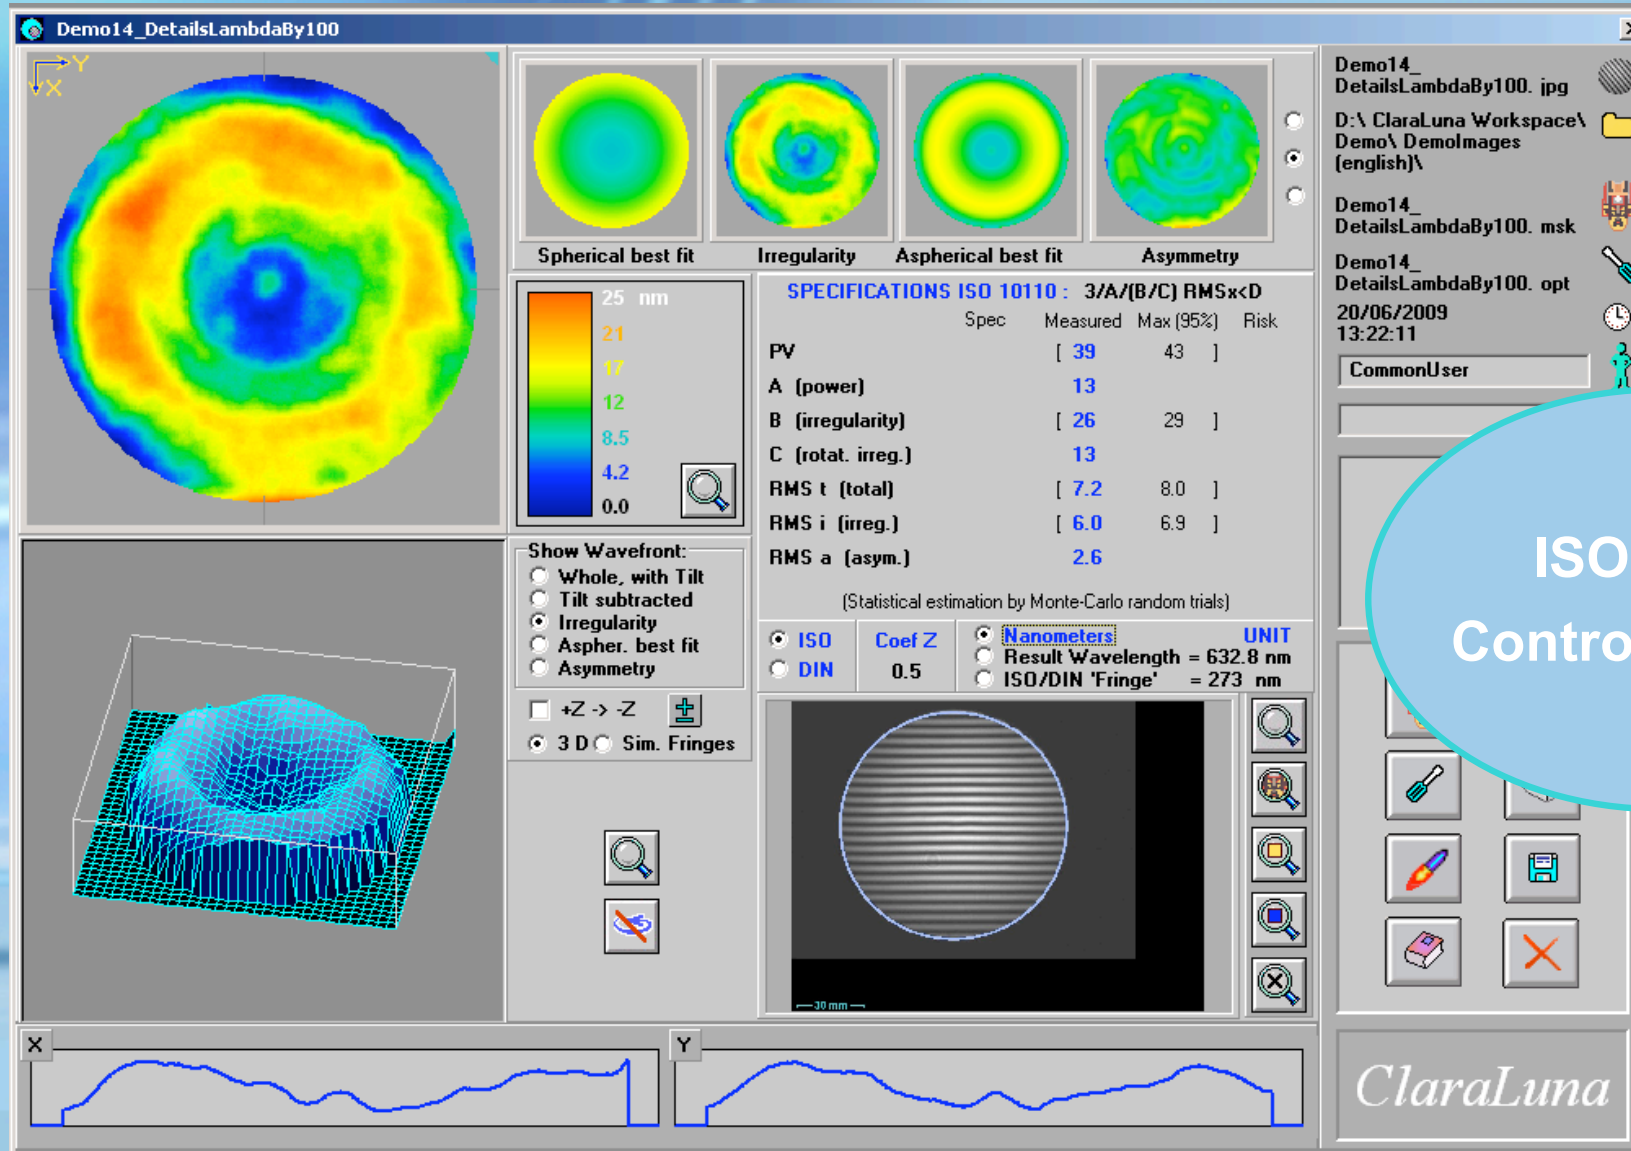 Demo14_DetailsLambdaBy100
Y
X
Spherical best fit
Irregularity
Aspherical best fit
Asymmetry
25 nm
21
17
12
8.5
4.2
0.0
SPECIFICATIONS ISO 10110 : 3/A/(B/C) RMSx<D
Spec Measured Max (95%) Risk
PV [ 39 43 ]
A (power) 13
B (irregularity) [ 26 29 ]
C (rotat. irreg.) 13
RMS t (total) [ 7.2 8.0 ]
RMS i (irreg.) [ 6.0 6.9 ]
RMS a (asym.) 2.6
(Statistical estimation by Monte-Carlo random trials)
Show Wavefront:
Whole, with Tilt
Tilt subtracted
Irregularity
Aspher. best fit
Asymmetry
+Z -> -Z
3 D Sim. Fringes
ISO
DIN
Coef Z
0.5
Nanometers UNIT
Result Wavelength = 632.8 nm
ISO/DIN 'Fringe' = 273 nm
30 mm
X
Y
Demo14_
DetailsLambdaBy100. jpg
D:\ ClaraLuna Workspace\
Demo\ DemoImages
(english)\
Demo14_
DetailsLambdaBy100. msk
Demo14_
DetailsLambdaBy100. opt
20/06/2009
13:22:11
CommonUser
ISO
Contro
ClaraLuna